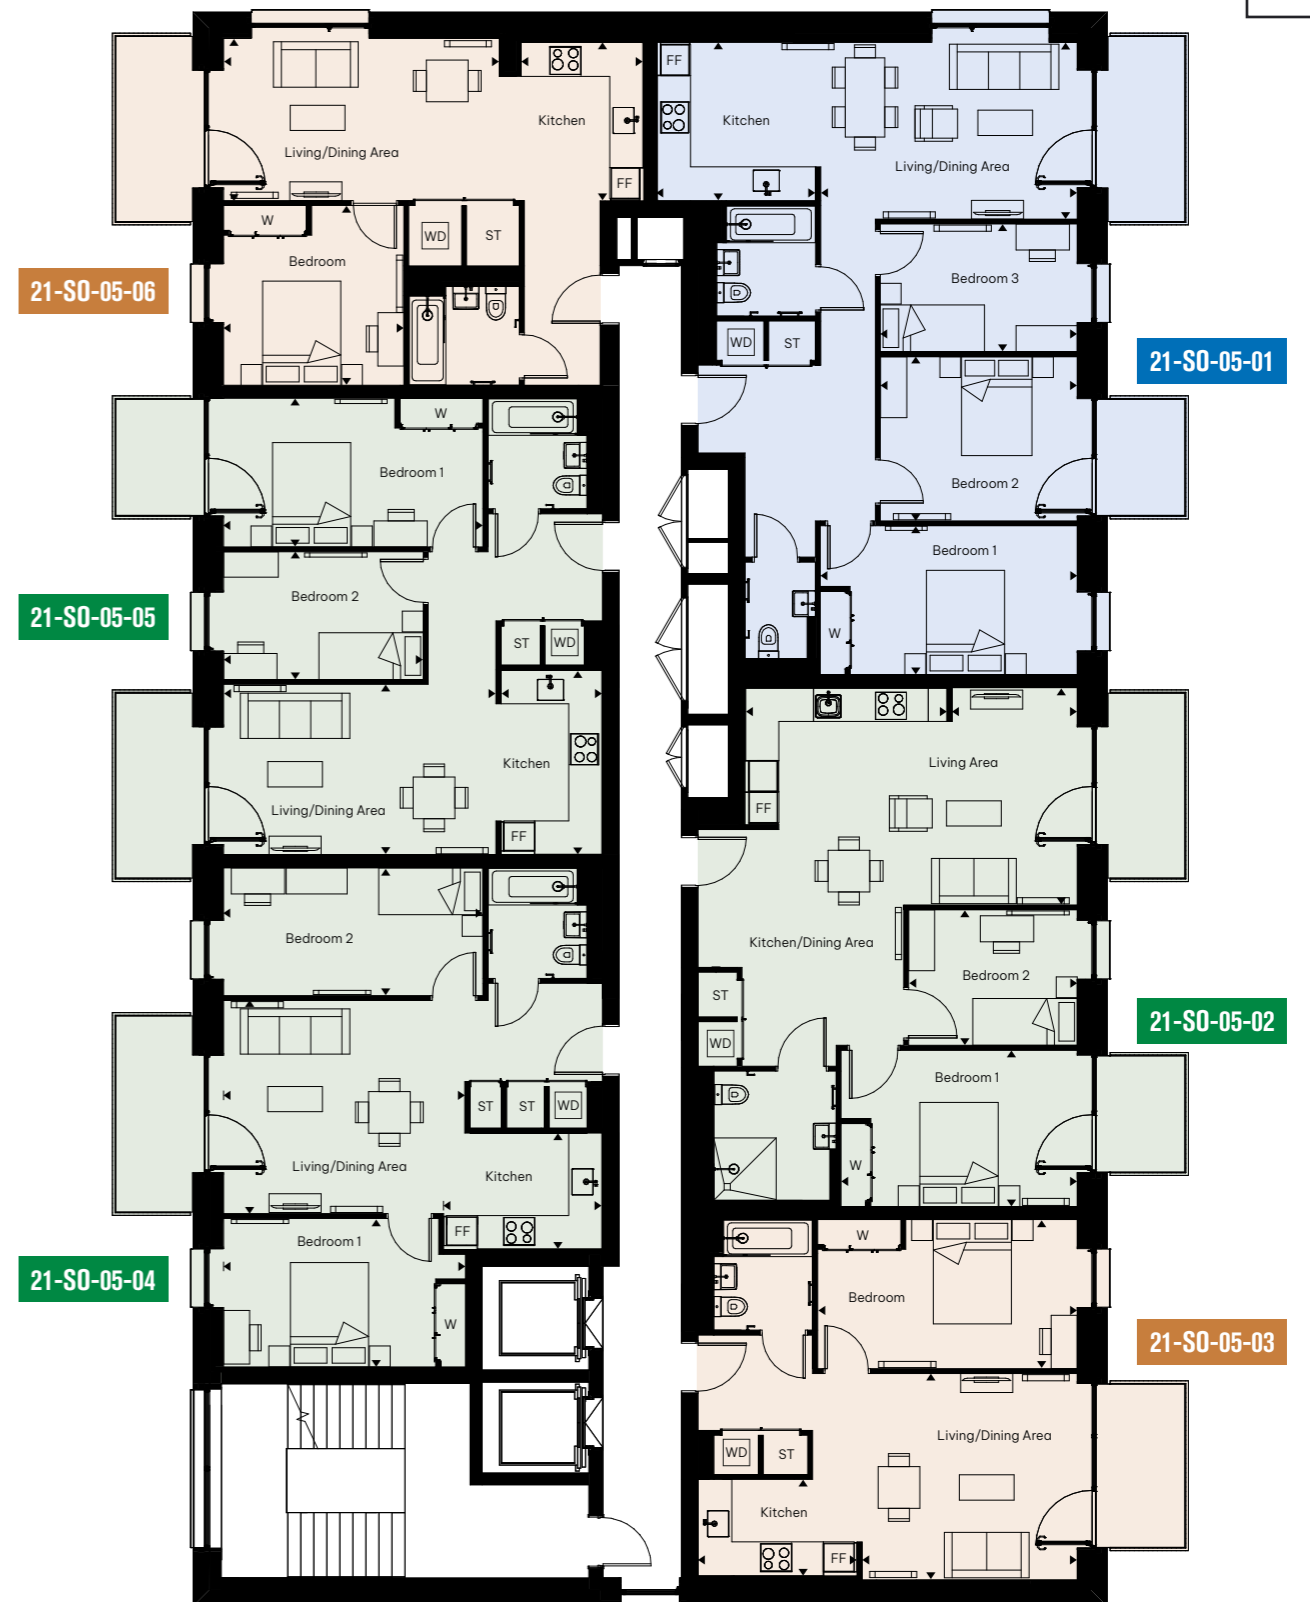 Kitchen
Living/Dining Area
FF
W
WD
ST
Bedroom
21-SO-05-06
FF
Kitchen
Living/Dining Area
Bedroom 3
WD
ST
Bedroom 2
Bedroom 1
W
21-SO-05-01
W
Bedroom 1
Bedroom 2
21-SO-05-05
ST
WD
Kitchen
Living/Dining Area
FF
Living Area
FF
Kitchen/Dining Area
ST
WD
Bedroom 2
Bedroom 1
W
21-SO-05-02
Bedroom 2
ST
ST
WD
Living/Dining Area
Kitchen
FF
Bedroom 1
W
21-SO-05-04
W
Bedroom
21-SO-05-03
Living/Dining Area
WD
ST
Kitchen
FF